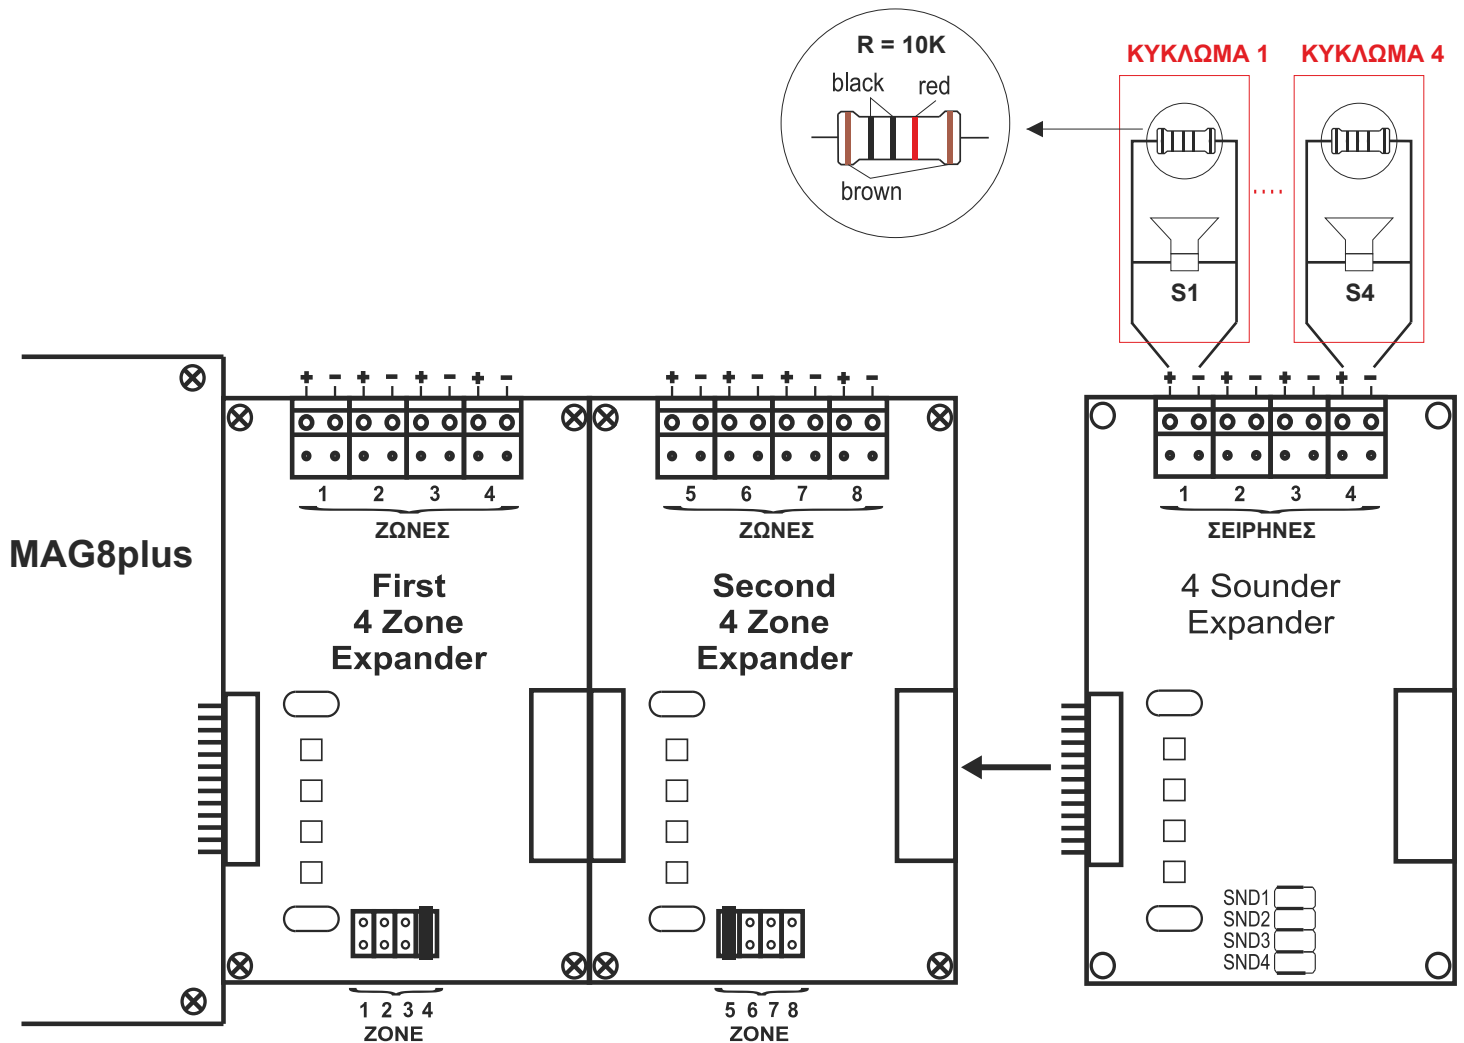 R = 10K
black
red
brown
ΚΥΚΛΩΜΑ 1
ΚΥΚΛΩΜΑ 4
....
S1
S4
+ − + − + − + −
+ − + − + − + −
+ − + − + − + −
1 2 3 4
ΖΩΝΕΣ
5 6 7 8
ΖΩΝΕΣ
1 2 3 4
ΣΕΙΡΗΝΕΣ
MAG8plus
First
4 Zone
Expander
Second
4 Zone
Expander
4 Sounder
Expander
SND1
SND2
SND3
SND4
1 2 3 4
ZONE
5 6 7 8
ZONE